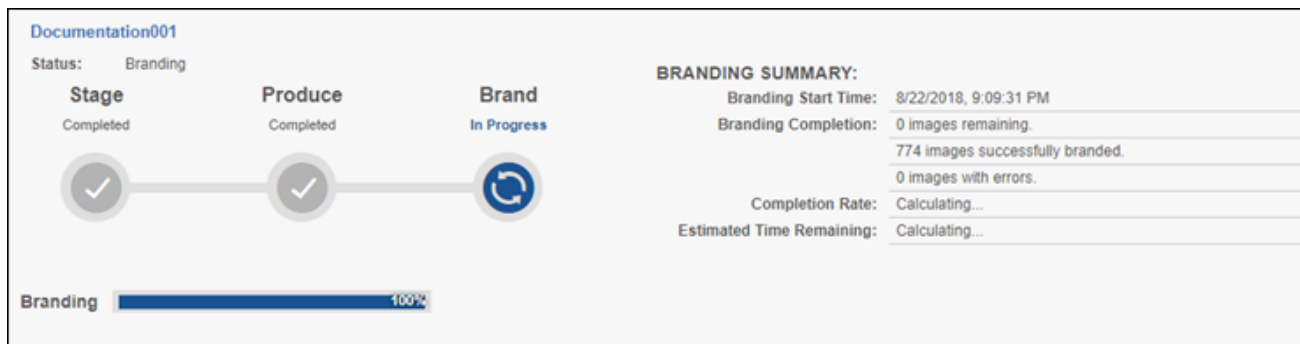 Documentation001
Status: Branding
Stage Produce Brand
Completed Completed In Progress
BRANDING SUMMARY:
Branding Start Time: 8/22/2018, 9:09:31 PM
Branding Completion: 0 images remaining.
774 images successfully branded.
0 images with errors.
Completion Rate: Calculating...
Estimated Time Remaining: Calculating...
Branding 100%